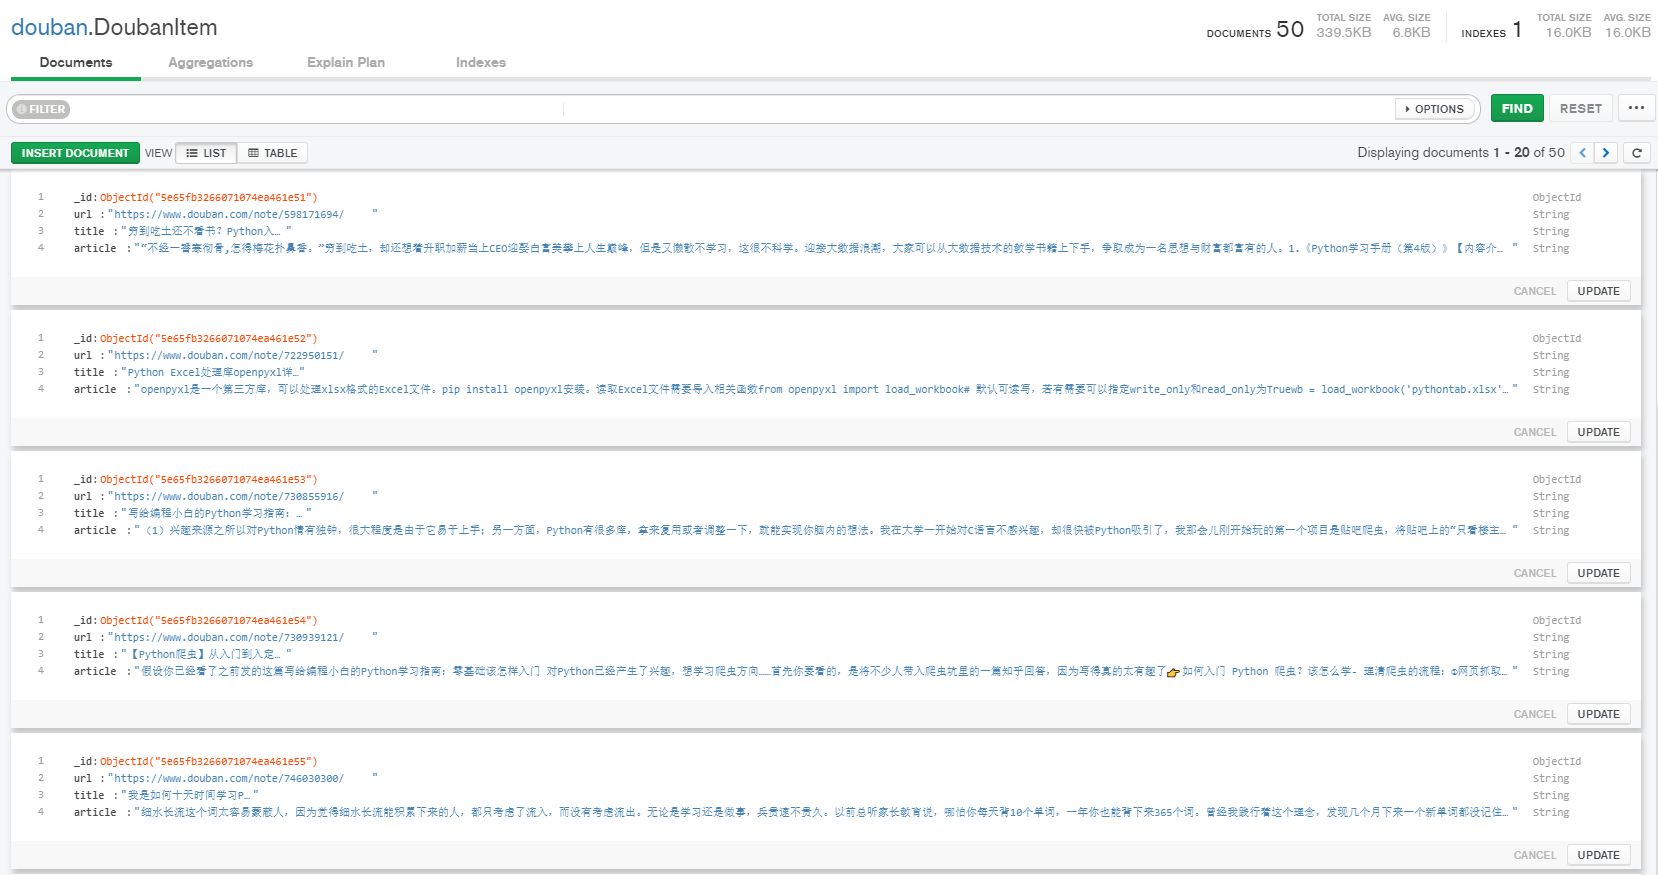 douban.DoubanItem
DOCUMENTS 50 TOTAL SIZE 339.5KB AVG. SIZE 6.8KB INDEXES 1 TOTAL SIZE 16.0KB AVG. SIZE 16.0KB
Documents Aggregations Explain Plan Indexes
FILTER OPTIONS FIND RESET ...
INSERT DOCUMENT VIEW LIST TABLE Displaying documents 1 - 20 of 50
1 _id:ObjectId("5e65fb3266071074ea461e51") ObjectId
2 url :"https://www.douban.com/note/598171694/ " String
3 title :"穷到吃土还不看书？Python入… " String
4 article :"“不经一番寒彻骨,怎得梅花扑鼻香。”穷到吃土，却还想着升职加薪当上CEO迎娶白富美攀上人生巅峰，但是又懒散不学习，这很不科学。迎接大数据浪潮，大家可以从大数据技术的教学书籍上下手，争取成为一名思想与财富都富有的人。1.《Python学习手册（第4版）》【内容介… " String
CANCEL UPDATE
1 _id:ObjectId("5e65fb3266071074ea461e52") ObjectId
2 url :"https://www.douban.com/note/722950151/ " String
3 title :"Python Excel处理库openpyxl详…" String
4 article :"openpyxl是一个第三方库，可以处理xlsx格式的Excel文件。pip install openpyxl安装。读取Excel文件需要导入相关函数from openpyxl import load_workbook# 默认可读写，若有需要可以指定write_only和read_only为Truewb = load_workbook('pythontab.xlsx'…" String
CANCEL UPDATE
1 _id:ObjectId("5e65fb3266071074ea461e53") ObjectId
2 url :"https://www.douban.com/note/730855916/ " String
3 title :"写给编程小白的Python学习指南：…" String
4 article :"（1）兴趣来源之所以对Python情有独钟，很大程度是由于它易于上手；另一方面，Python有很多库，拿来复用或者调整一下，就能实现你脑内的想法。我在大学一开始对C语言不感兴趣，却很快被Python吸引了，我那会儿刚开始玩的第一个项目是贴吧爬虫，将贴吧上的“只看楼主…" String
CANCEL UPDATE
1 _id:ObjectId("5e65fb3266071074ea461e54") ObjectId
2 url :"https://www.douban.com/note/730939121/ " String
3 title :"【Python爬虫】从入门到入定… " String
4 article :"假设你已经看了之前发的这篇写给编程小白的Python学习指南：零基础该怎样入门 对Python已经产生了兴趣，想学习爬虫方向……首先你要看的，是将不少人带入爬虫坑里的一篇知乎回答，因为写得真的太有趣了👉如何入门 Python 爬虫？该怎么学- 理清爬虫的流程：①网页抓取…" String
CANCEL UPDATE
1 _id:ObjectId("5e65fb3266071074ea461e55") ObjectId
2 url :"https://www.douban.com/note/746030300/ " String
3 title :"我是如何十天时间学习P…" String
4 article :"细水长流这个词太容易蒙蔽人，因为觉得细水长流能积累下来的人，都只考虑了流入，而没有考虑流出。无论是学习还是做事，兵贵速不贵久。以前总听家长教育说，哪怕你每天背10个单词，一年你也能背下来365个词。曾经我践行着这个理念，发现几个月下来一个新单词都没记住…" String
CANCEL UPDATE